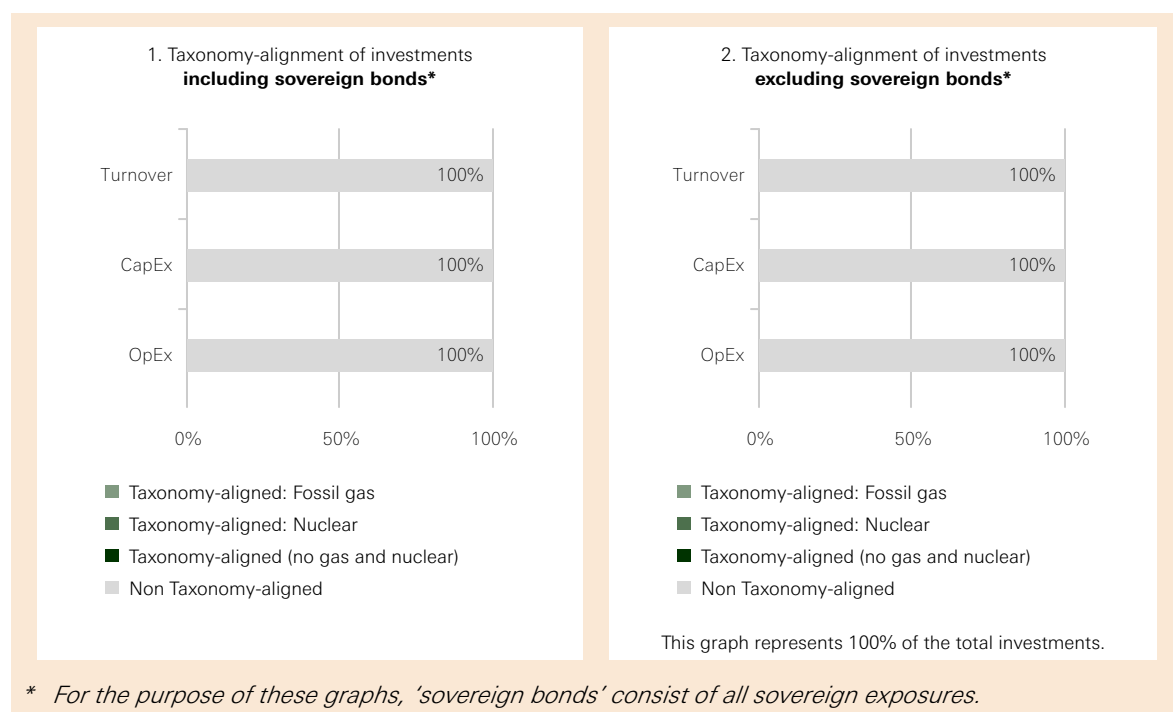 1. Taxonomy-alignment of investments
including sovereign bonds*
Turnover
100%
CapEx
100%
OpEx
100%
0%
50%
100%
Taxonomy-aligned: Fossil gas
Taxonomy-aligned: Nuclear
Taxonomy-aligned (no gas and nuclear)
Non Taxonomy-aligned
2. Taxonomy-alignment of investments
excluding sovereign bonds*
Turnover
100%
CapEx
100%
OpEx
100%
0%
50%
100%
Taxonomy-aligned: Fossil gas
Taxonomy-aligned: Nuclear
Taxonomy-aligned (no gas and nuclear)
Non Taxonomy-aligned
This graph represents 100% of the total investments.
* For the purpose of these graphs, ‘sovereign bonds’ consist of all sovereign exposures.